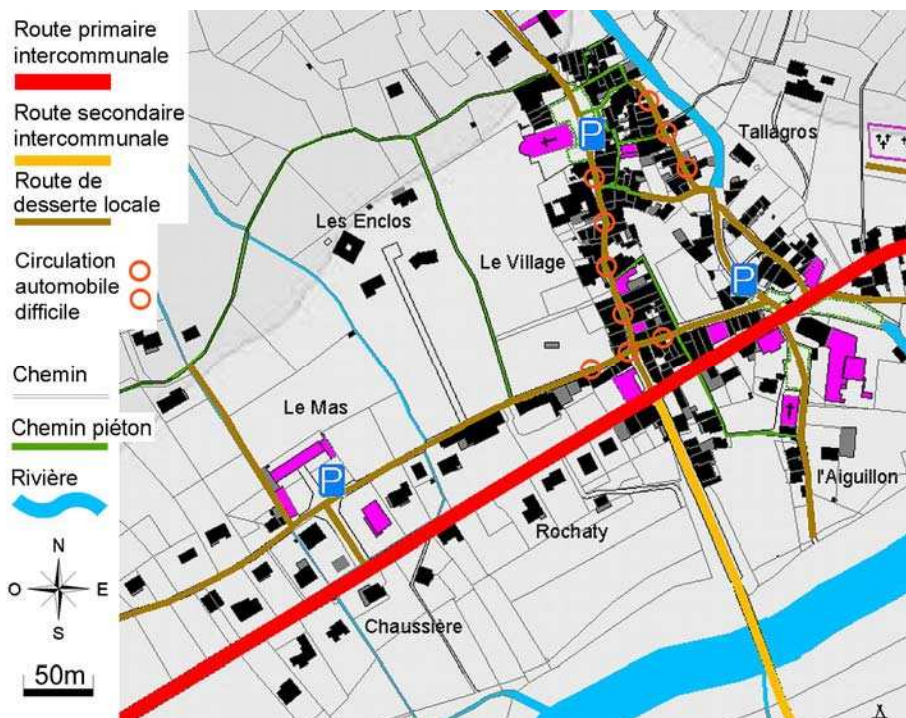 Route primaire
intercommunale
Route secondaire
intercommunale
Route de
desserte locale
Circulation
automobile
difficile
Chemin
Chemin piéton
Rivière
N
O E
S
50m
P
Tallagros
Les Enclos
Le Village
P
Le Mas
P
l'Aiguillon
Rochaty
Chaussière